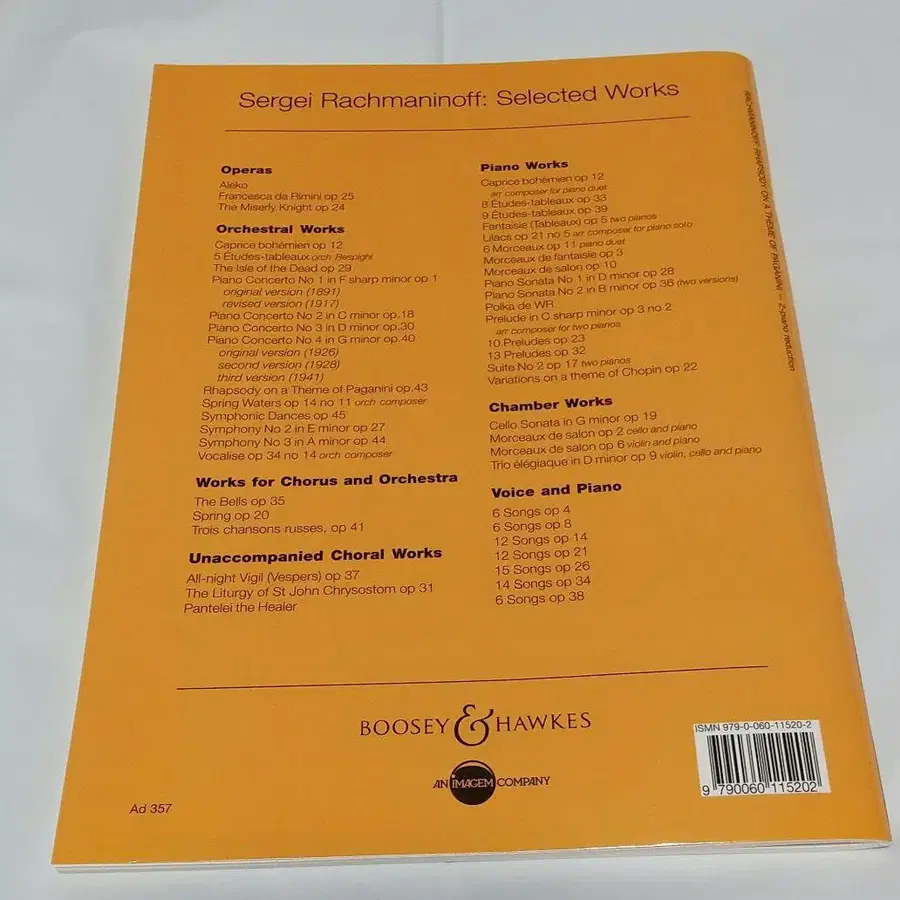 Sergei Rachmaninoff: Selected Works
Operas
Aleko
Francesca da Rimini op 25
The Miserly Knight op 24
Orchestral Works
Caprice bohémien op 12
5 Études-tableaux orch Respighi
The Isle of the Dead op 29
Piano Concerto No 1 in F sharp minor op 1
original version (1891)
revised version (1917)
Piano Concerto No 2 in C minor op.18
Piano Concerto No 3 in D minor op.30
Piano Concerto No 4 in G minor op.40
original version (1926)
second version (1928)
third version (1941)
Rhapsody on a Theme of Paganini op.43
Spring Waters op 14 no 11 orch composer
Symphonic Dances op 45
Symphony No 2 in E minor op 27
Symphony No 3 in A minor op 44
Vocalise op 34 no 14 orch composer
Works for Chorus and Orchestra
The Bells op 35
Spring op 20
Trois chansons russes, op 41
Unaccompanied Choral Works
All-night Vigil (Vespers) op 37
The Liturgy of St John Chrysostom op 31
Pantelei the Healer
Piano Works
Caprice bohémien op 12
arr composer for piano duet
8 Études-tableaux op 33
9 Études-tableaux op 39
Fantaisie (Tableaux) op 5 two pianos
Lilacs op 21 no 5 arr composer for piano solo
6 Morceaux op 11 piano duet
Morceaux de fantaisie op 3
Morceaux de salon op 10
Piano Sonata No 1 in D minor op 28
Piano Sonata No 2 in B minor op 36 (two versions)
Polka de WR
Prelude in C sharp minor op 3 no 2
arr composer for two pianos
10 Preludes op 23
13 Preludes op 32
Suite No 2 op 17 two pianos
Variations on a theme of Chopin op 22
Chamber Works
Cello Sonata in G minor op 19
Morceaux de salon op 2 cello and piano
Morceaux de salon op 6 violin and piano
Trio élégiaque in D minor op 9 violin, cello and piano
Voice and Piano
6 Songs op 4
6 Songs op 8
12 Songs op 14
12 Songs op 21
15 Songs op 26
14 Songs op 34
6 Songs op 38
BOOSEY & HAWKES
AN IMAGEM COMPANY
Ad 357
ISMN 979-0-060-11520-2
9 790060 115202
RACHMANINOFF RHAPSODY ON A THEME OF PAGANINI — 2-piano reduction